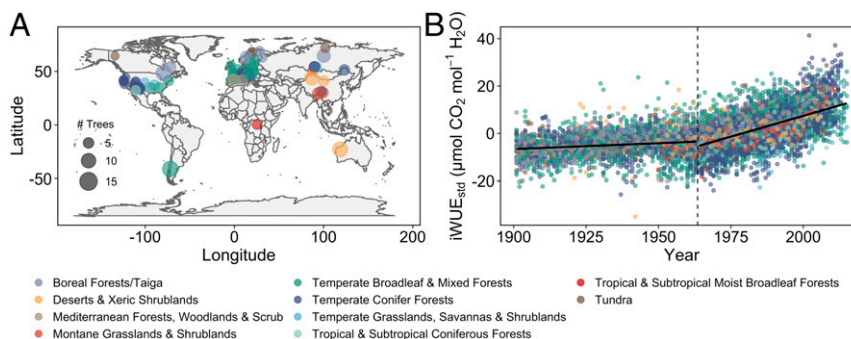 A
B
50
0
-50
Latitude
# Trees
5
10
15
-100 0 100 200
Longitude
40
20
0
-20
iWUEstd (µmol CO2 mol−1 H2O)
1900 1925 1950 1975 2000
Year
Boreal Forests/Taiga
Deserts & Xeric Shrublands
Mediterranean Forests, Woodlands & Scrub
Montane Grasslands & Shrublands
Temperate Broadleaf & Mixed Forests
Temperate Conifer Forests
Temperate Grasslands, Savannas & Shrublands
Tropical & Subtropical Coniferous Forests
Tropical & Subtropical Moist Broadleaf Forests
Tundra